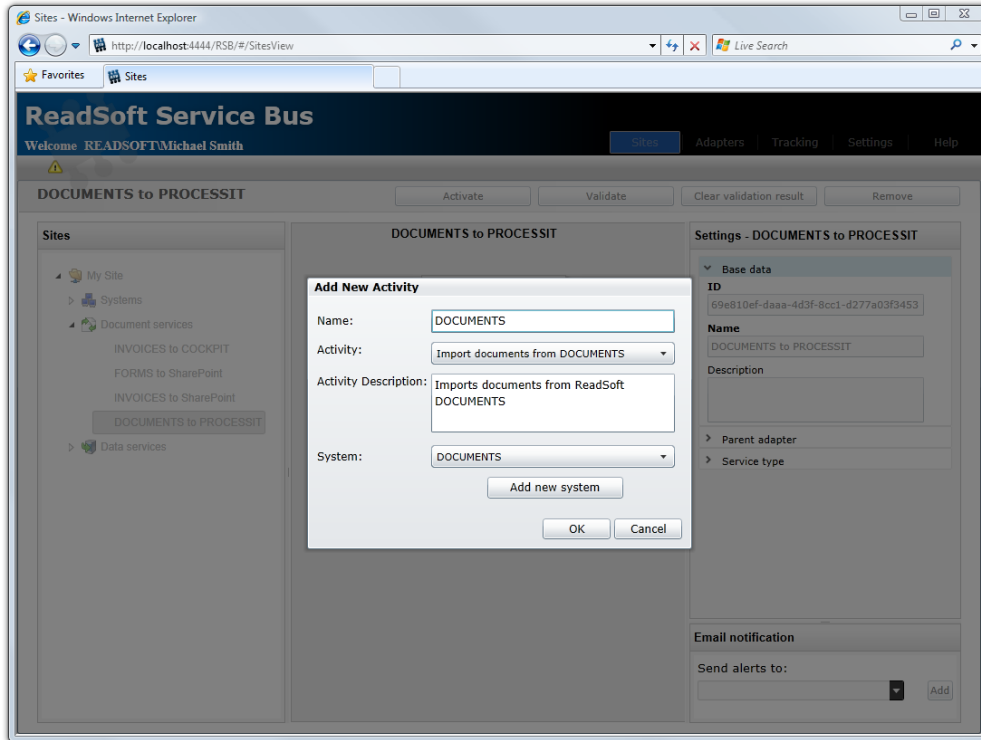 Sites - Windows Internet Explorer
http://localhost:4444/RSB/#/SitesView
Live Search
Favorites
Sites
ReadSoft Service Bus
Welcome READSOFT\Michael Smith
Sites
Adapters
Tracking
Settings
Help
DOCUMENTS to PROCESSIT
Activate
Validate
Clear validation result
Remove
Sites
My Site
Systems
Document services
INVOICES to COCKPIT
FORMS to SharePoint
INVOICES to SharePoint
DOCUMENTS to PROCESSIT
Data services
DOCUMENTS to PROCESSIT
Add New Activity
Name:
DOCUMENTS
Activity:
Import documents from DOCUMENTS
Activity Description:
Imports documents from ReadSoft
DOCUMENTS
System:
DOCUMENTS
Add new system
OK
Cancel
Settings - DOCUMENTS to PROCESSIT
Base data
ID
69e810ef-daaa-4d3f-8cc1-d277a03f3453
Name
DOCUMENTS to PROCESSIT
Description
Parent adapter
Service type
Email notification
Send alerts to:
Add